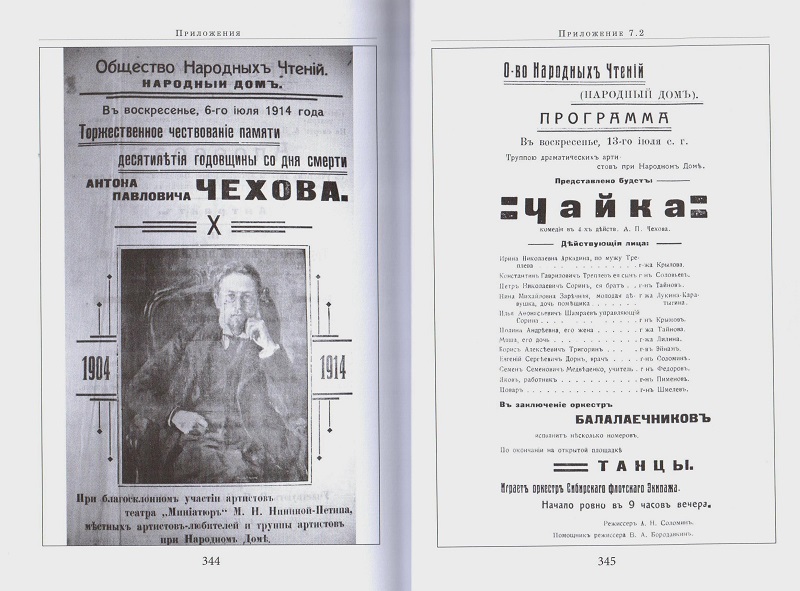 Приложения
Общество Народныхъ Чтеній.
НАРОДНЫЙ ДОМЪ.
Въ воскресенье, 6-го іюля 1914 года
Торжественное чествованіе памяти
десятилѣтія годовщины со дня смерти
АНТОНА
ПАВЛОВИЧА ЧЕХОВА.
X
1904 1914
При благосклонномъ участіи артистовъ
театра „Миніатюръ" М. Н. Нининой-Петипа,
мѣстныхъ артистовъ-любителей и труппы артистовъ
при Народномъ Домѣ.
344
Приложение 7.2
О-во Народныхъ Чтеній
(НАРОДНЫЙ ДОМЪ).
ПРОГРАММА
Въ воскресенье, 13-го іюля с. г.
Труппою драматическихъ арти-
стовъ при Народномъ Домѣ.
Представлено будетъ:
Чайка
комедія въ 4-хъ дѣйств. А. П. Чехова.
Дѣйствующія лица:
Ирина Николаевна Аркадина, по мужу Тре-
плева г-жа Крылова.
Константинъ Гавриловичъ Треплевъ ея сынъ г-нъ Соловьевъ.
Петръ Николаевичъ Соринъ, ея братъ г-нъ Тайновъ.
Нина Михайловна Зарѣчная, молодая дѣ- г-жа Лукина-Кара-
вушка, дочь помѣщика тыгина.
Илья Аѳанасьевичъ Шамраевъ управляющій
Сорина г-нъ Крыковъ.
Полина Андрѣевна, его жена г-жа Тайнова.
Маша, его дочь г-жа Лилина.
Борисъ Алексѣевичъ Тригоринъ г-нъ
Евгеній Сергѣевичъ Дорнъ, врачъ г-нъ Соломинъ.
Семенъ Семеновичъ Медвѣденко, учитель г-нъ Федоровъ.
Яковъ, работникъ г-нъ Пименовъ.
Поваръ г-нъ Шмелевъ.
Въ заключеніе оркестръ
БАЛАЛАЕЧНИКОВЪ
исполнитъ нѣсколько номеровъ.
По окончаніи на открытой площадкѣ
ТАНЦЫ.
Играетъ оркестръ Сибирскаго флотскаго Экипажа.
Начало ровно въ 9 часовъ вечера.
Режиссеръ А. Н. Соломинъ.
Помощникъ режиссера В. А. Бородавкинъ.
345